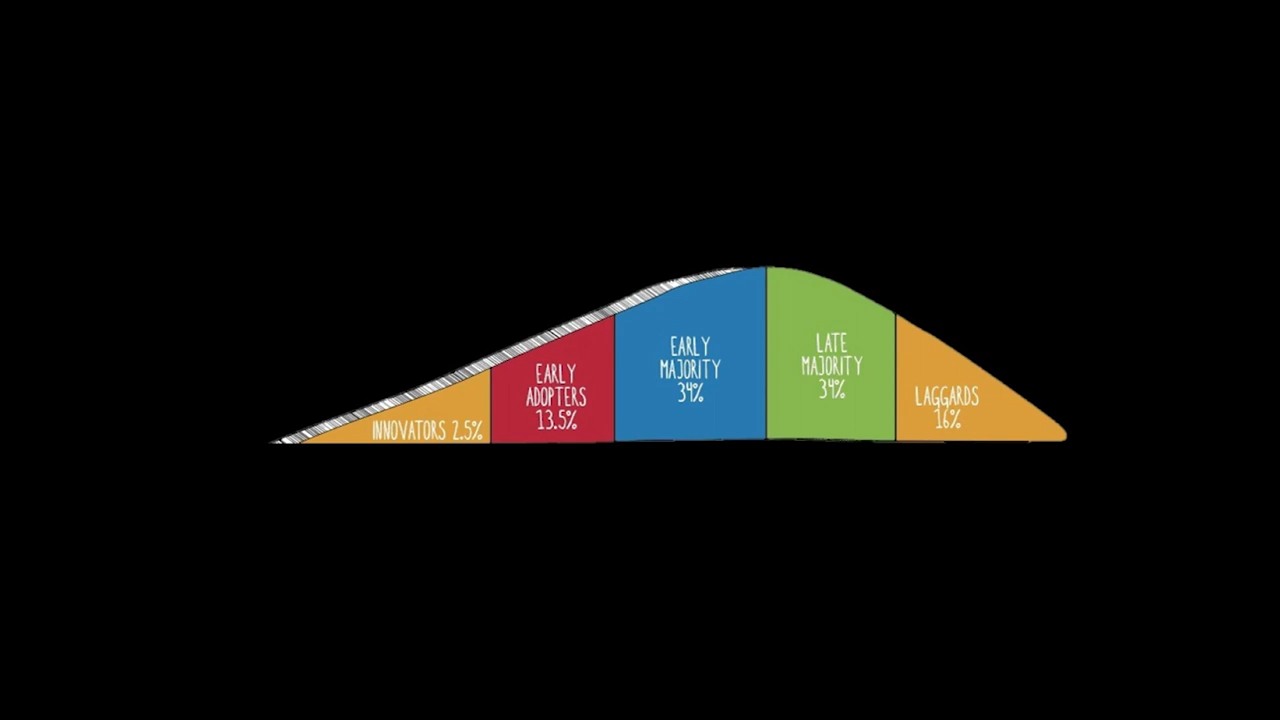 INNOVATORS 2.5%
EARLY
ADOPTERS
13.5%
EARLY
MAJORITY
34%
LATE
MAJORITY
34%
LAGGARDS
16%